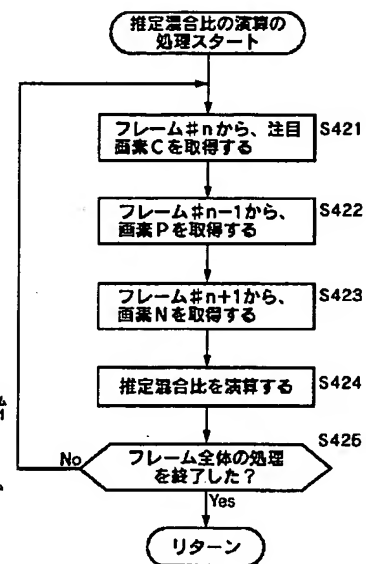 推定混合比の演算の
処理スタート
フレーム#nから、注目
画素Cを取得する
S421
フレーム#n−1から、
画素Pを取得する
S422
フレーム#n+1から、
画素Nを取得する
S423
推定混合比を演算する
S424
S425
フレーム全体の処理
を終了した?
No
Yes
リターン